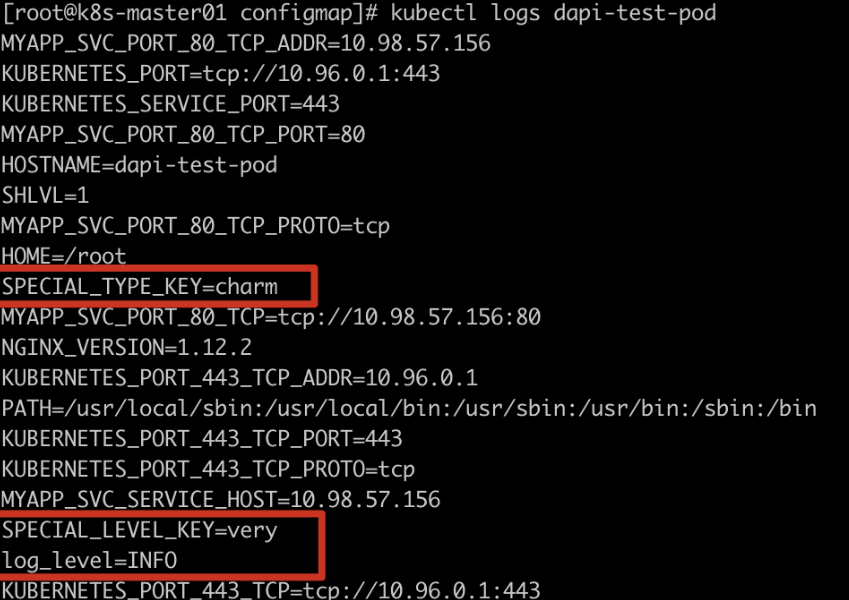 [root@k8s-master01 configmap]# kubectl logs dapi-test-pod
MYAPP_SVC_PORT_80_TCP_ADDR=10.98.57.156
KUBERNETES_PORT=tcp://10.96.0.1:443
KUBERNETES_SERVICE_PORT=443
MYAPP_SVC_PORT_80_TCP_PORT=80
HOSTNAME=dapi-test-pod
SHLVL=1
MYAPP_SVC_PORT_80_TCP_PROTO=tcp
HOME=/root
SPECIAL_TYPE_KEY=charm
MYAPP_SVC_PORT_80_TCP=tcp://10.98.57.156:80
NGINX_VERSION=1.12.2
KUBERNETES_PORT_443_TCP_ADDR=10.96.0.1
PATH=/usr/local/sbin:/usr/local/bin:/usr/sbin:/usr/bin:/sbin:/bin
KUBERNETES_PORT_443_TCP_PORT=443
KUBERNETES_PORT_443_TCP_PROTO=tcp
MYAPP_SVC_SERVICE_HOST=10.98.57.156
SPECIAL_LEVEL_KEY=very
log_level=INFO
KUBERNETES_PORT_443_TCP=tcp://10.96.0.1:443